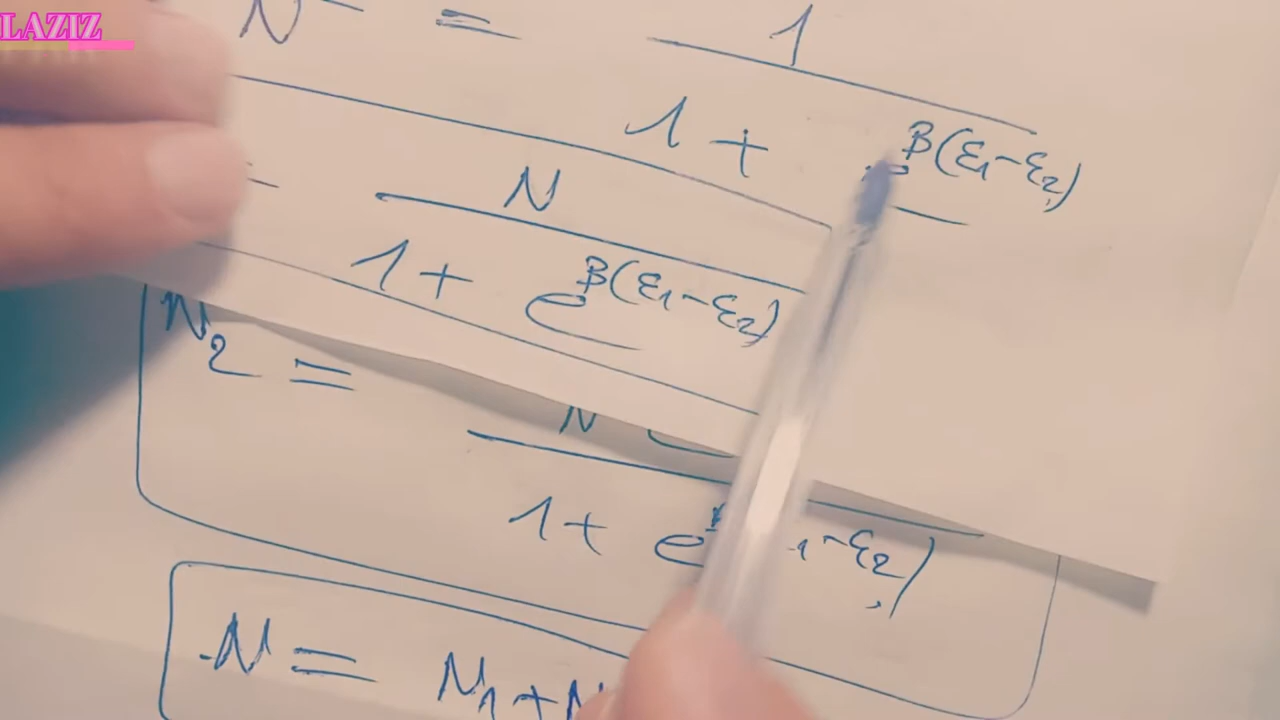 LAZIZ
N = 1
1 + e^B(ε1-ε2)
N
1 + e^B(ε1-ε2)
N2 = N
1 + e ε2)
N = N1 + N